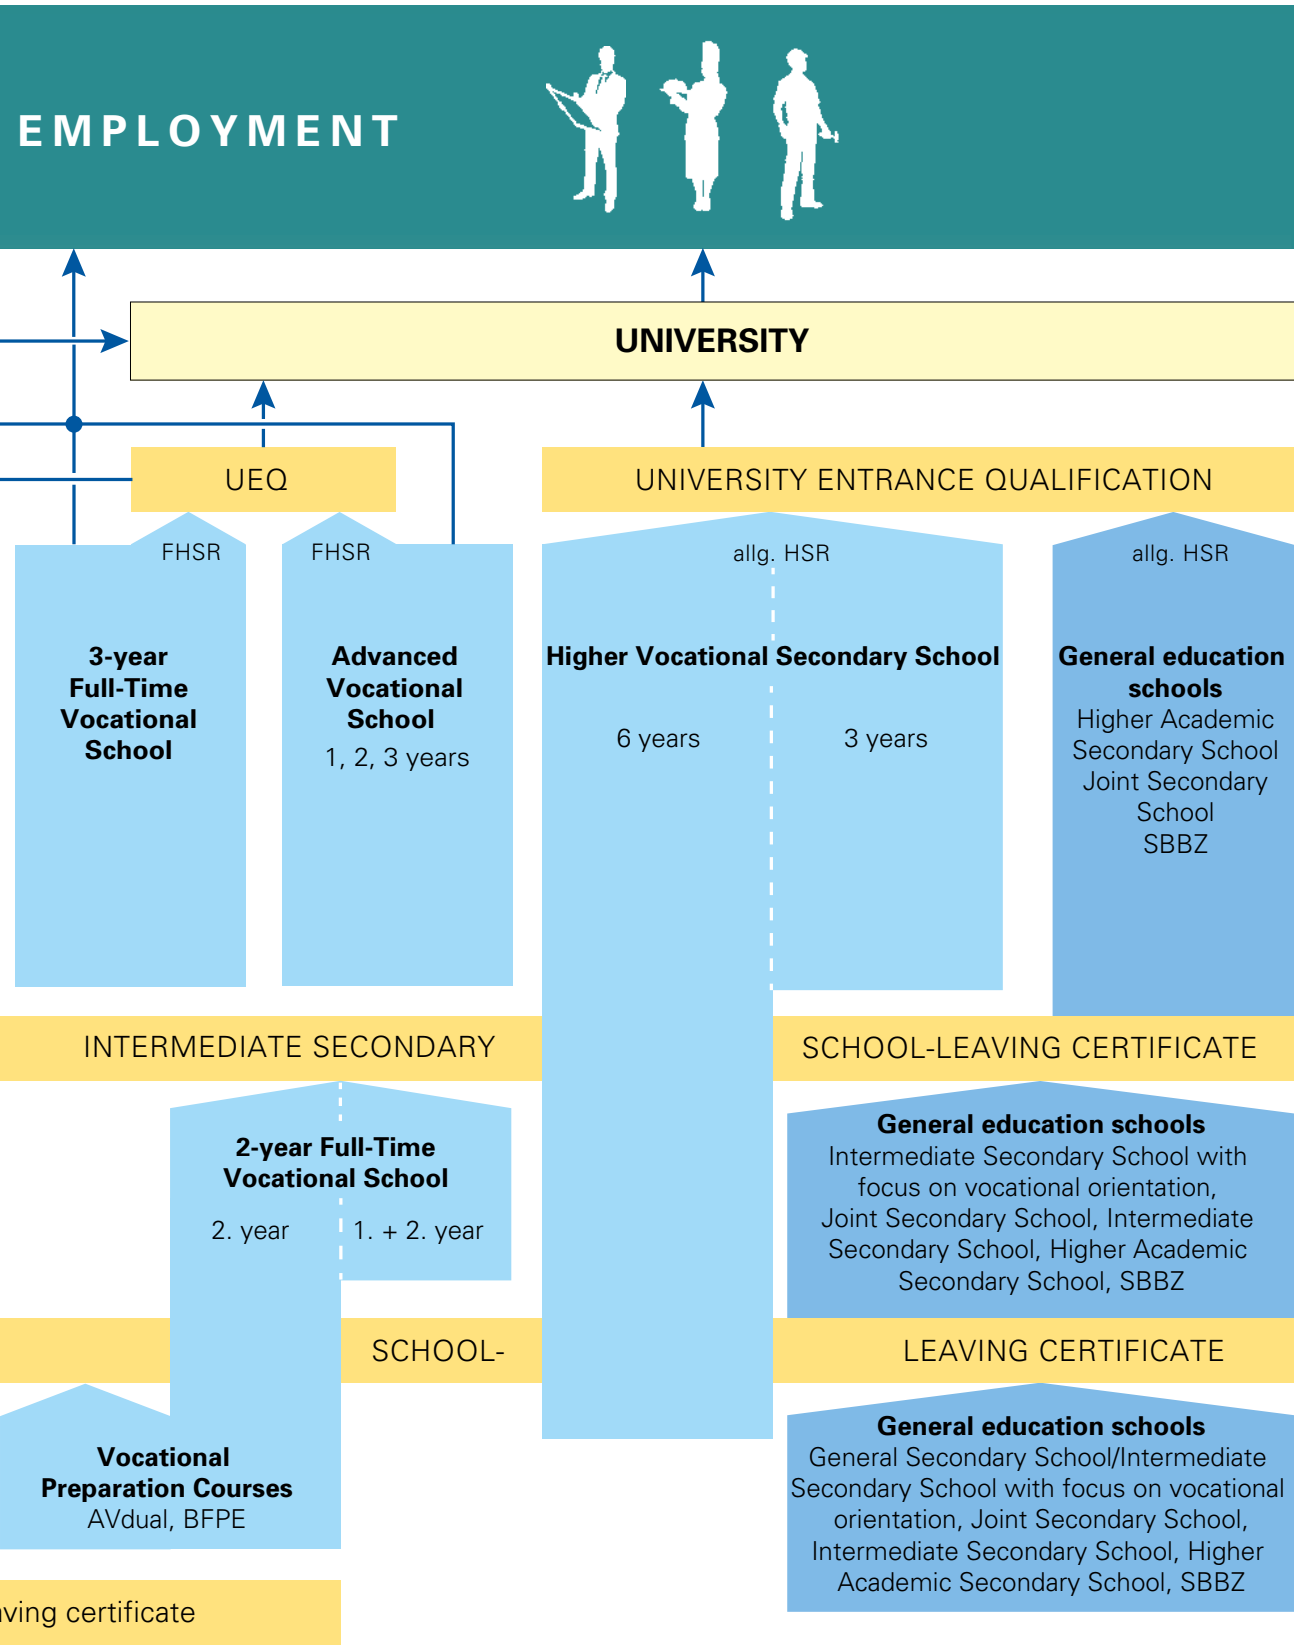 EMPLOYMENT
UNIVERSITY
UEQ
UNIVERSITY ENTRANCE QUALIFICATION
FHSR
FHSR
allg. HSR
allg. HSR
3-year
Full-Time
Vocational
School
Advanced
Vocational
School
1, 2, 3 years
Higher Vocational Secondary School
6 years
3 years
General education
schools
Higher Academic
Secondary School
Joint Secondary
School
SBBZ
INTERMEDIATE SECONDARY
SCHOOL-LEAVING CERTIFICATE
2-year Full-Time
Vocational School
2. year
1. + 2. year
General education schools
Intermediate Secondary School with
focus on vocational orientation,
Joint Secondary School, Intermediate
Secondary School, Higher Academic
Secondary School, SBBZ
SCHOOL-
LEAVING CERTIFICATE
Vocational
Preparation Courses
AVdual, BFPE
General education schools
General Secondary School/Intermediate
Secondary School with focus on vocational
orientation, Joint Secondary School,
Intermediate Secondary School, Higher
Academic Secondary School, SBBZ
certificate